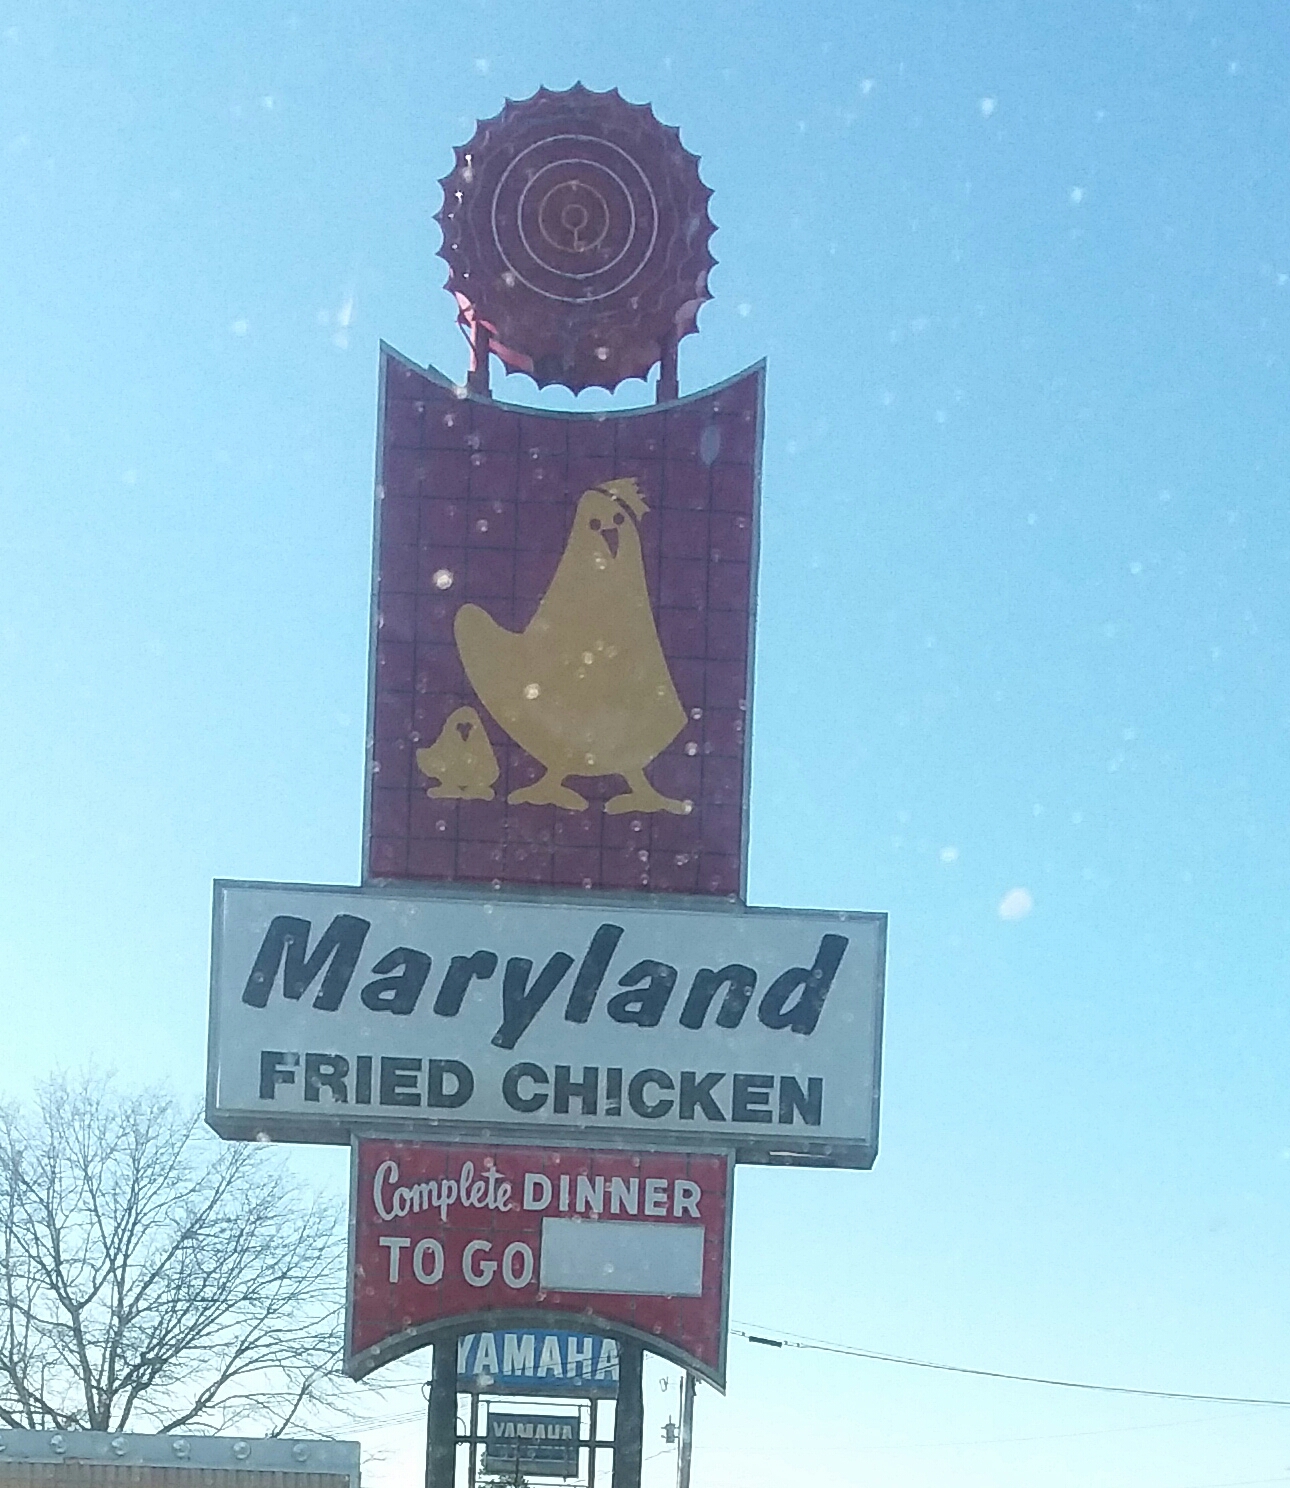 Maryland
FRIED CHICKEN
Complete DINNER
TO GO
YAMAHA
YAMAHA